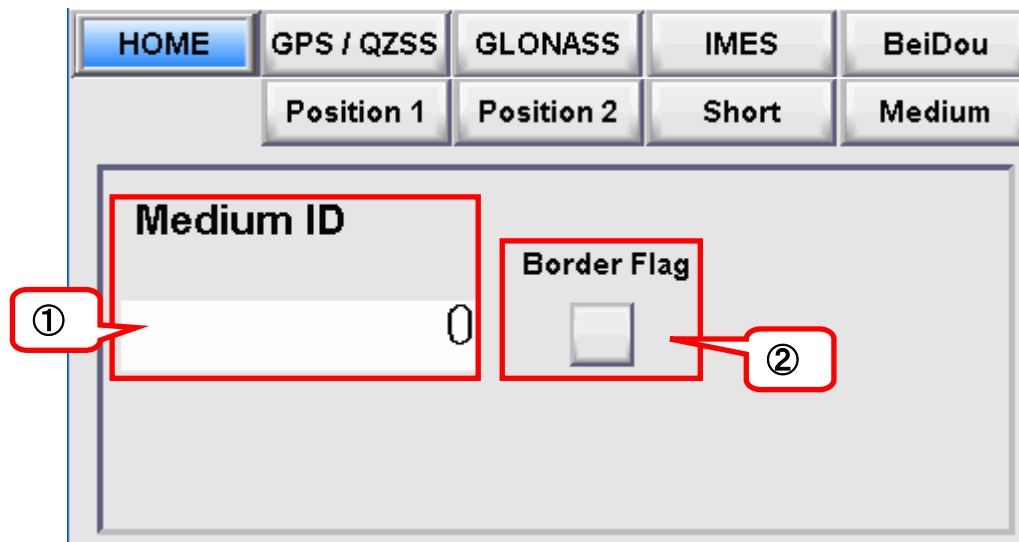 HOME GPS / QZSS GLONASS IMES BeiDou
Position 1 Position 2 Short Medium
Medium ID
Border Flag
① 0
②